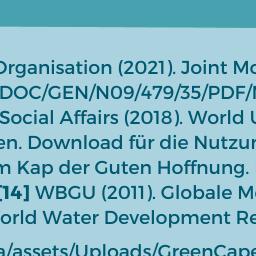 Organisation (2021). Joint Mo
DOC/GEN/N09/479/35/PDF/N
Social Affairs (2018). World U
en. Download für die Nutzun
m Kap der Guten Hoffnung.
[14] WBGU (2011). Globale Me
orld Water Development Re
a/assets/Uploads/GreenCape